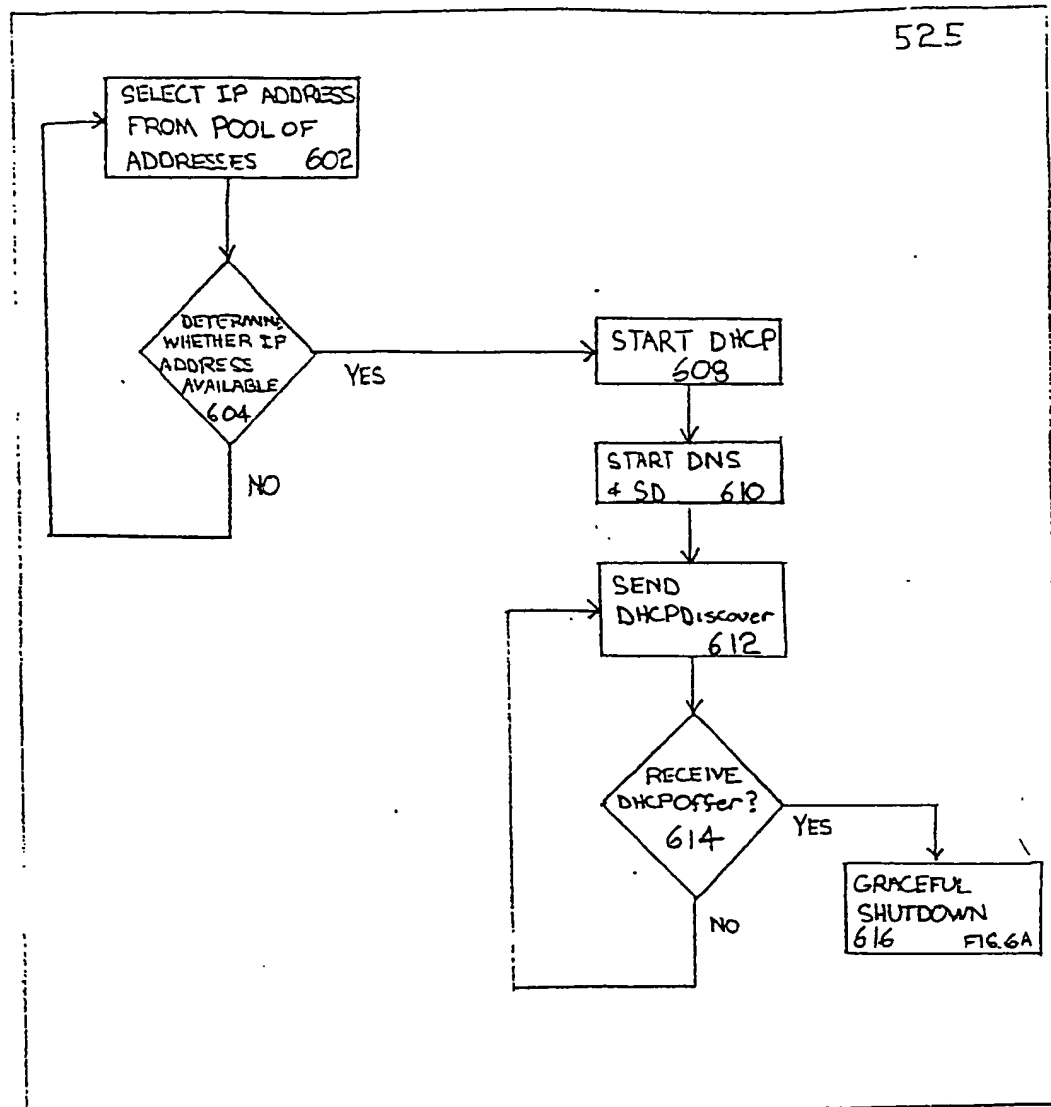 525
SELECT IP ADDRESS
FROM POOL OF
ADDRESSES 602
DETERMINE
WHETHER IP
ADDRESS
AVAILABLE
604
YES
NO
START DHCP
608
START DNS
& SD 610
SEND
DHCPDiscover
612
RECEIVE
DHCPOffer?
614
YES
NO
GRACEFUL
SHUTDOWN
616 FIG.6A